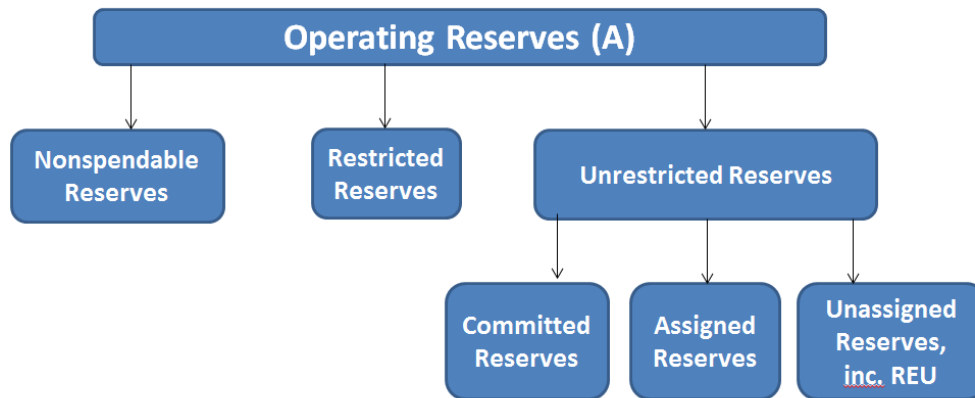 Operating Reserves (A)
Nonspendable
Reserves
Restricted
Reserves
Unrestricted Reserves
Committed
Reserves
Assigned
Reserves
Unassigned
Reserves,
inc. REU